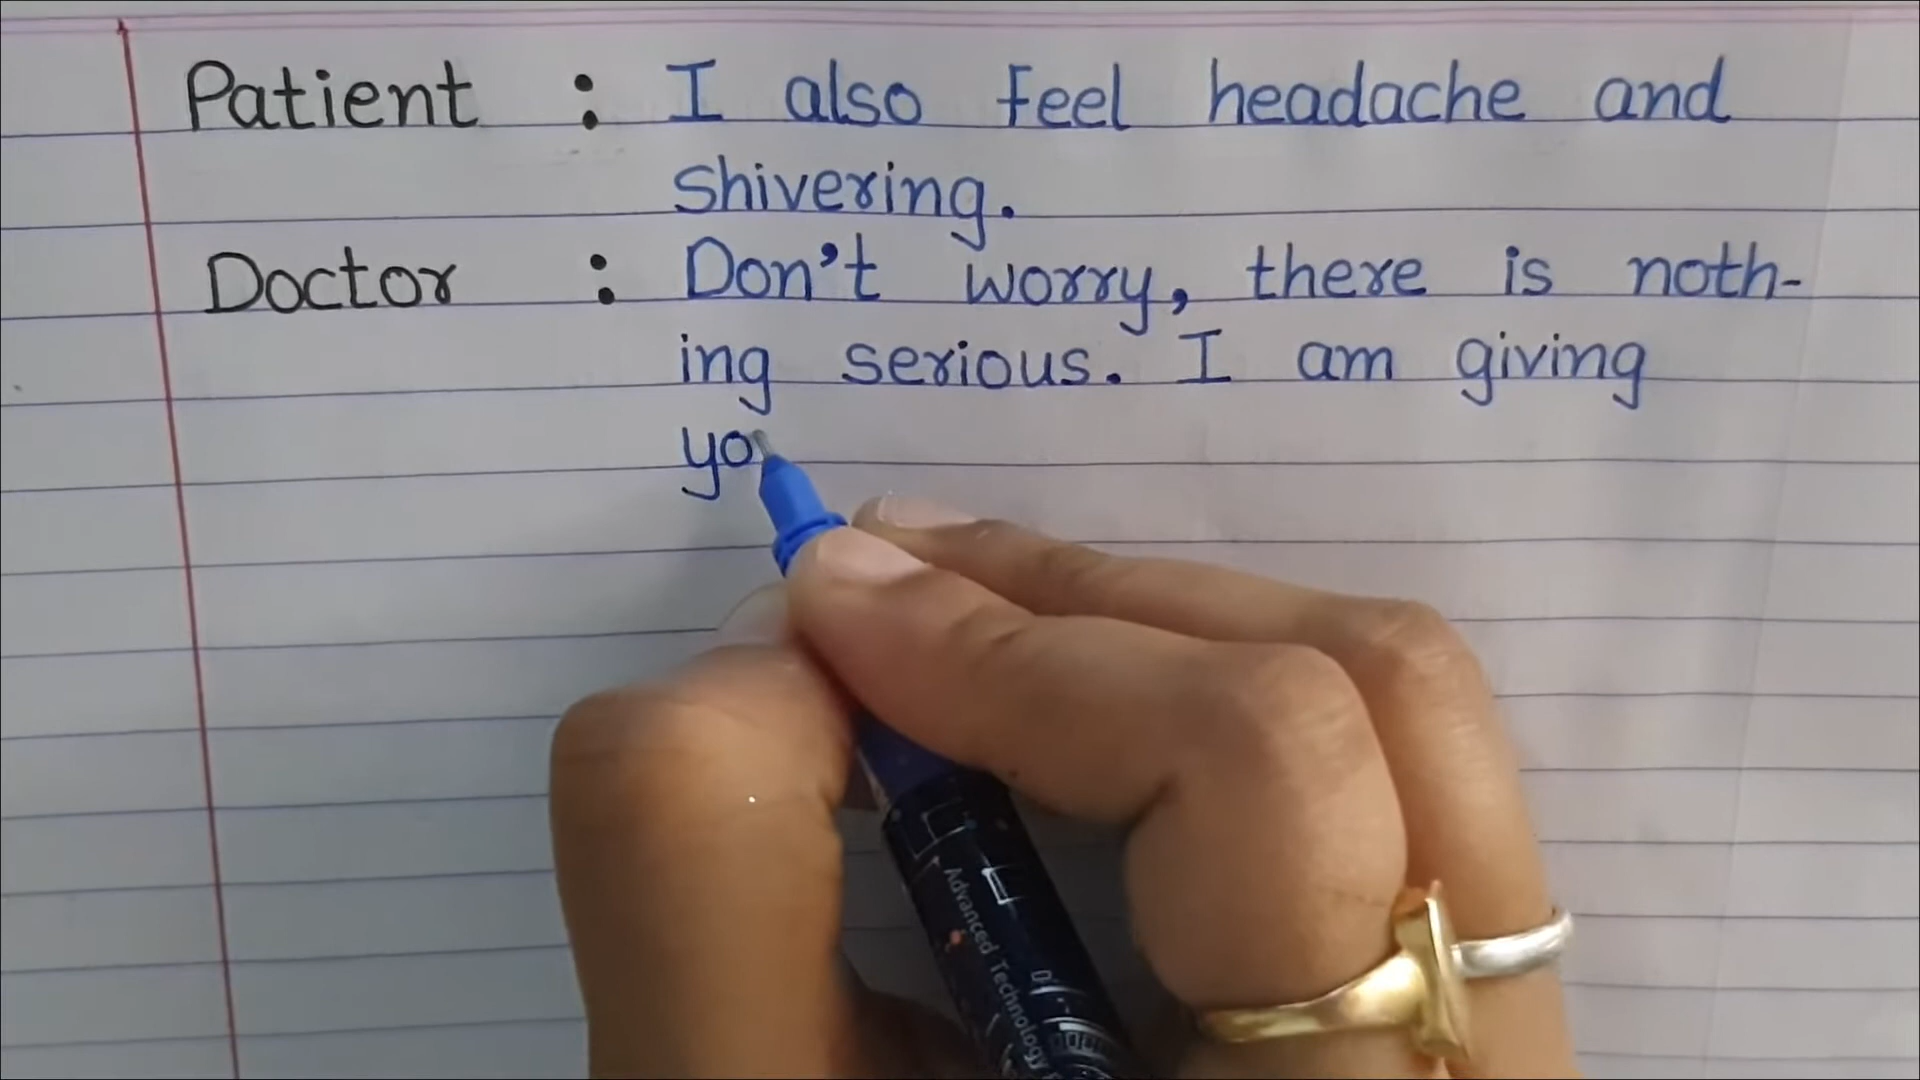 Patient : I also feel headache and
shivering.
Doctor : Don't worry, there is noth-
ing serious. I am giving
yo
Advanced Technology